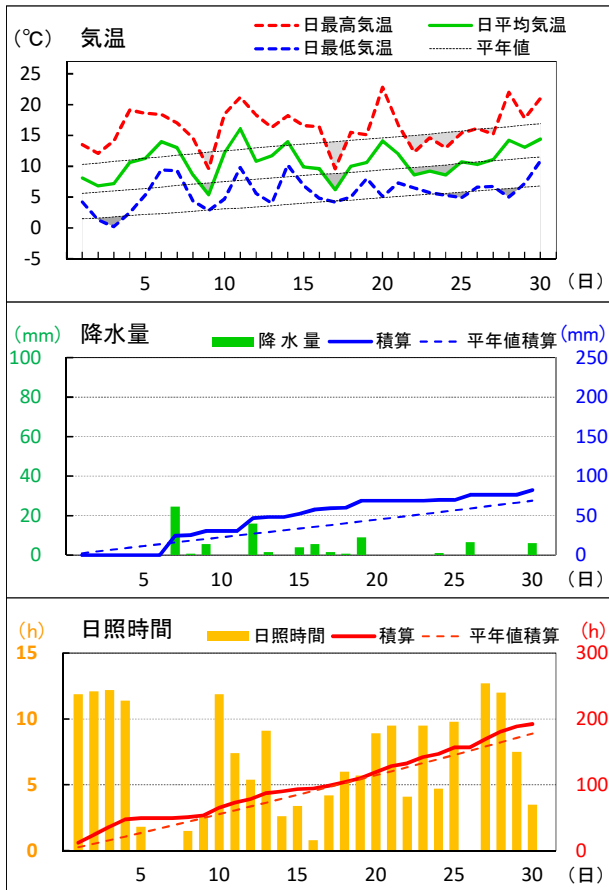 (℃) 気温 日最高気温 日平均気温
日最低気温 平年値
25
20
15
10
5
0
-5
5 10 15 20 25 30 (日)
(mm) 降水量 (mm)
降 水 量 積算 平年値積算
100 250
80 200
60 150
40 100
20 50
0 0
5 10 15 20 25 30 (日)
(h) 日照時間 (h)
日照時間 積算 平年値積算
15 300
10 200
5 100
0 0
5 10 15 20 25 30 (日)